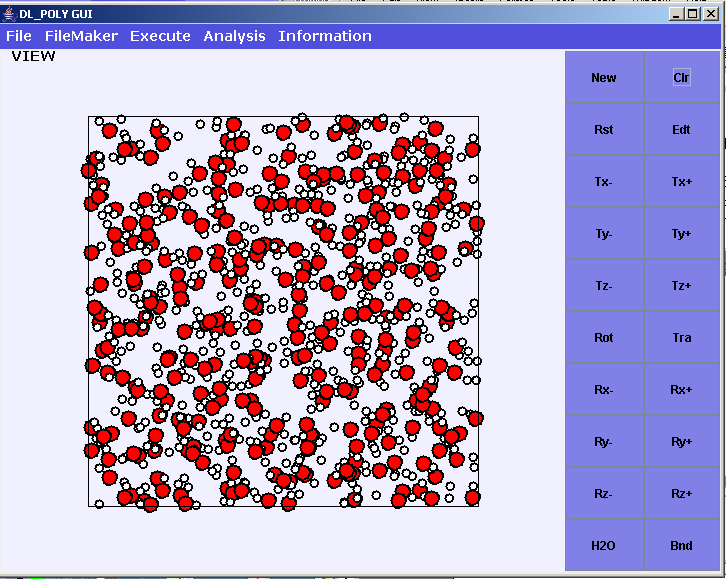 DL_POLY GUI
File FileMaker Execute Analysis Information
VIEW
New Clr
Rst Edt
Tx- Tx+
Ty- Ty+
Tz- Tz+
Rot Tra
Rx- Rx+
Ry- Ry+
Rz- Rz+
H2O Bnd